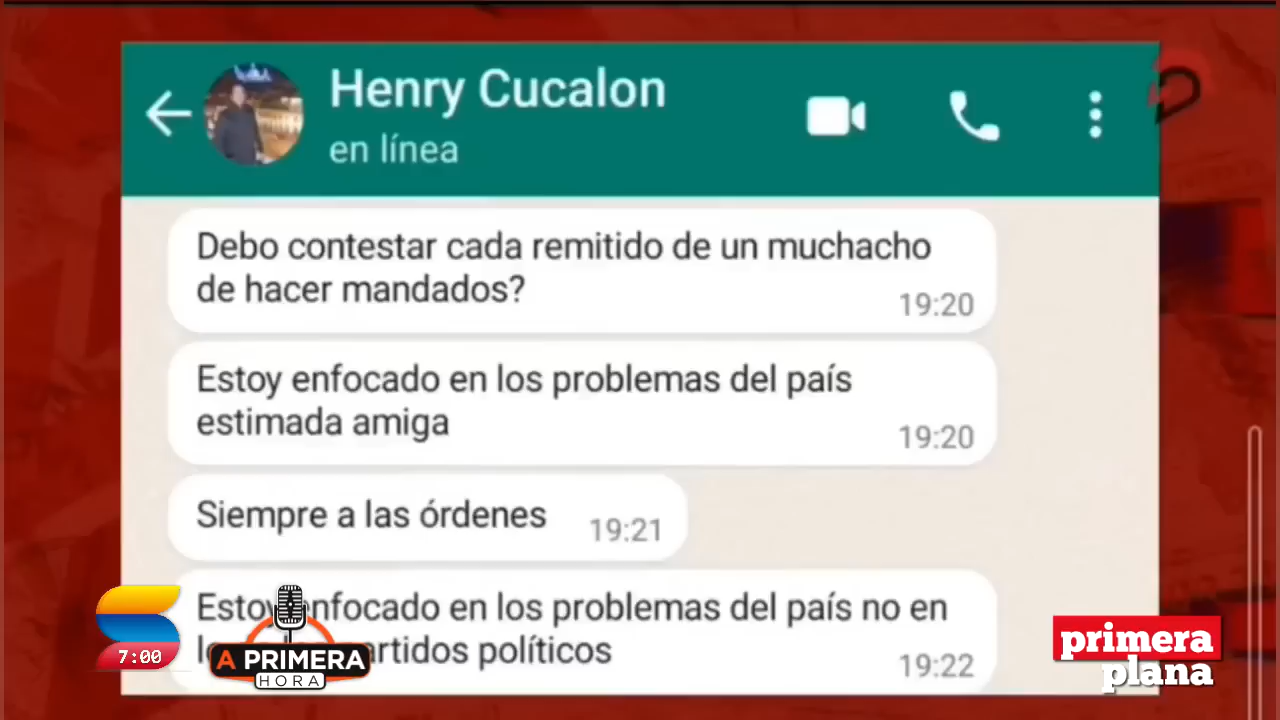 Henry Cucalon
en línea
Debo contestar cada remitido de un muchacho
de hacer mandados?
19:20
Estoy enfocado en los problemas del país
estimada amiga
19:20
Siempre a las órdenes
19:21
Estoy enfocado en los problemas del país no en
partidos políticos
19:22
7:00
A PRIMERA
HORA
primera
plana